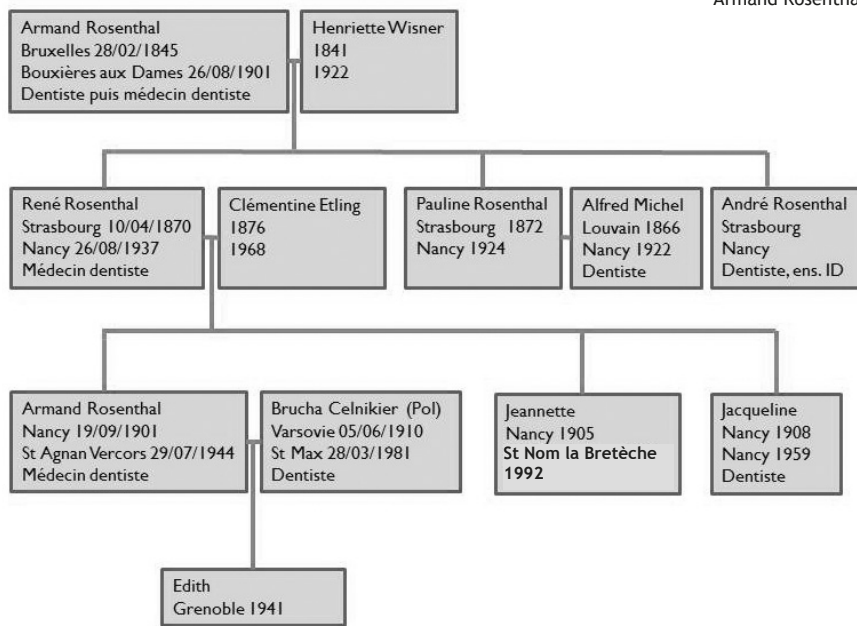 Armand Rosentha
Armand Rosenthal
Bruxelles 28/02/1845
Bouxières aux Dames 26/08/1901
Dentiste puis médecin dentiste
Henriette Wisner
1841
1922
René Rosenthal
Strasbourg 10/04/1870
Nancy 26/08/1937
Médecin dentiste
Clémentine Etling
1876
1968
Pauline Rosenthal
Strasbourg 1872
Nancy 1924
Alfred Michel
Louvain 1866
Nancy 1922
Dentiste
André Rosenthal
Strasbourg
Nancy
Dentiste, ens. ID
Armand Rosenthal
Nancy 19/09/1901
St Agnan Vercors 29/07/1944
Médecin dentiste
Brucha Celnikier (Pol)
Varsovie 05/06/1910
St Max 28/03/1981
Dentiste
Jeannette
Nancy 1905
St Nom la Bretèche
1992
Jacqueline
Nancy 1908
Nancy 1959
Dentiste
Edith
Grenoble 1941